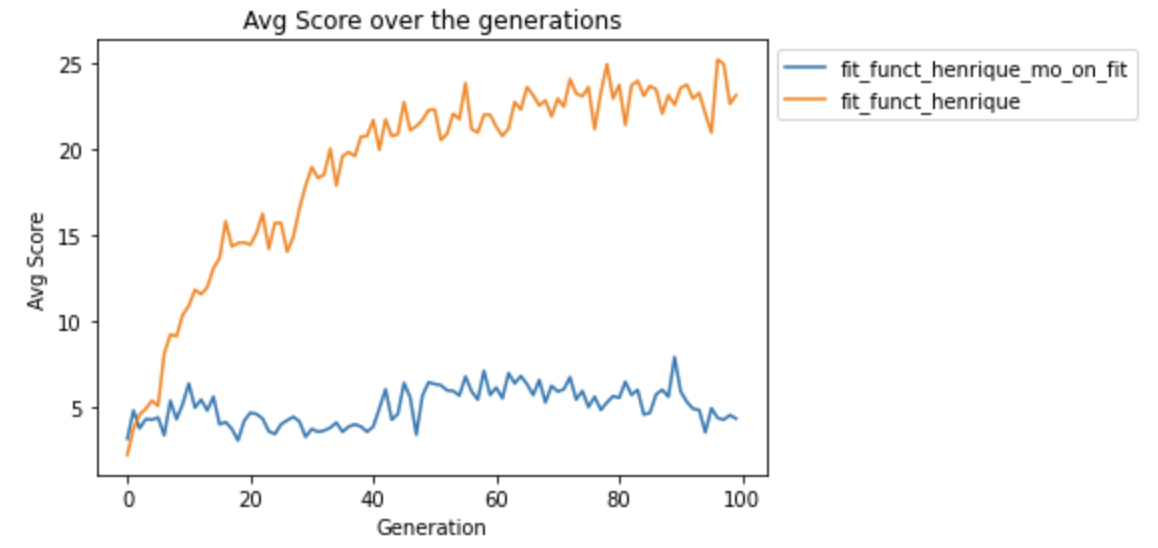 Avg Score over the generations
fit_funct_henrique_mo_on_fit
fit_funct_henrique
Avg Score
25
20
15
10
5
0 20 40 60 80 100
Generation